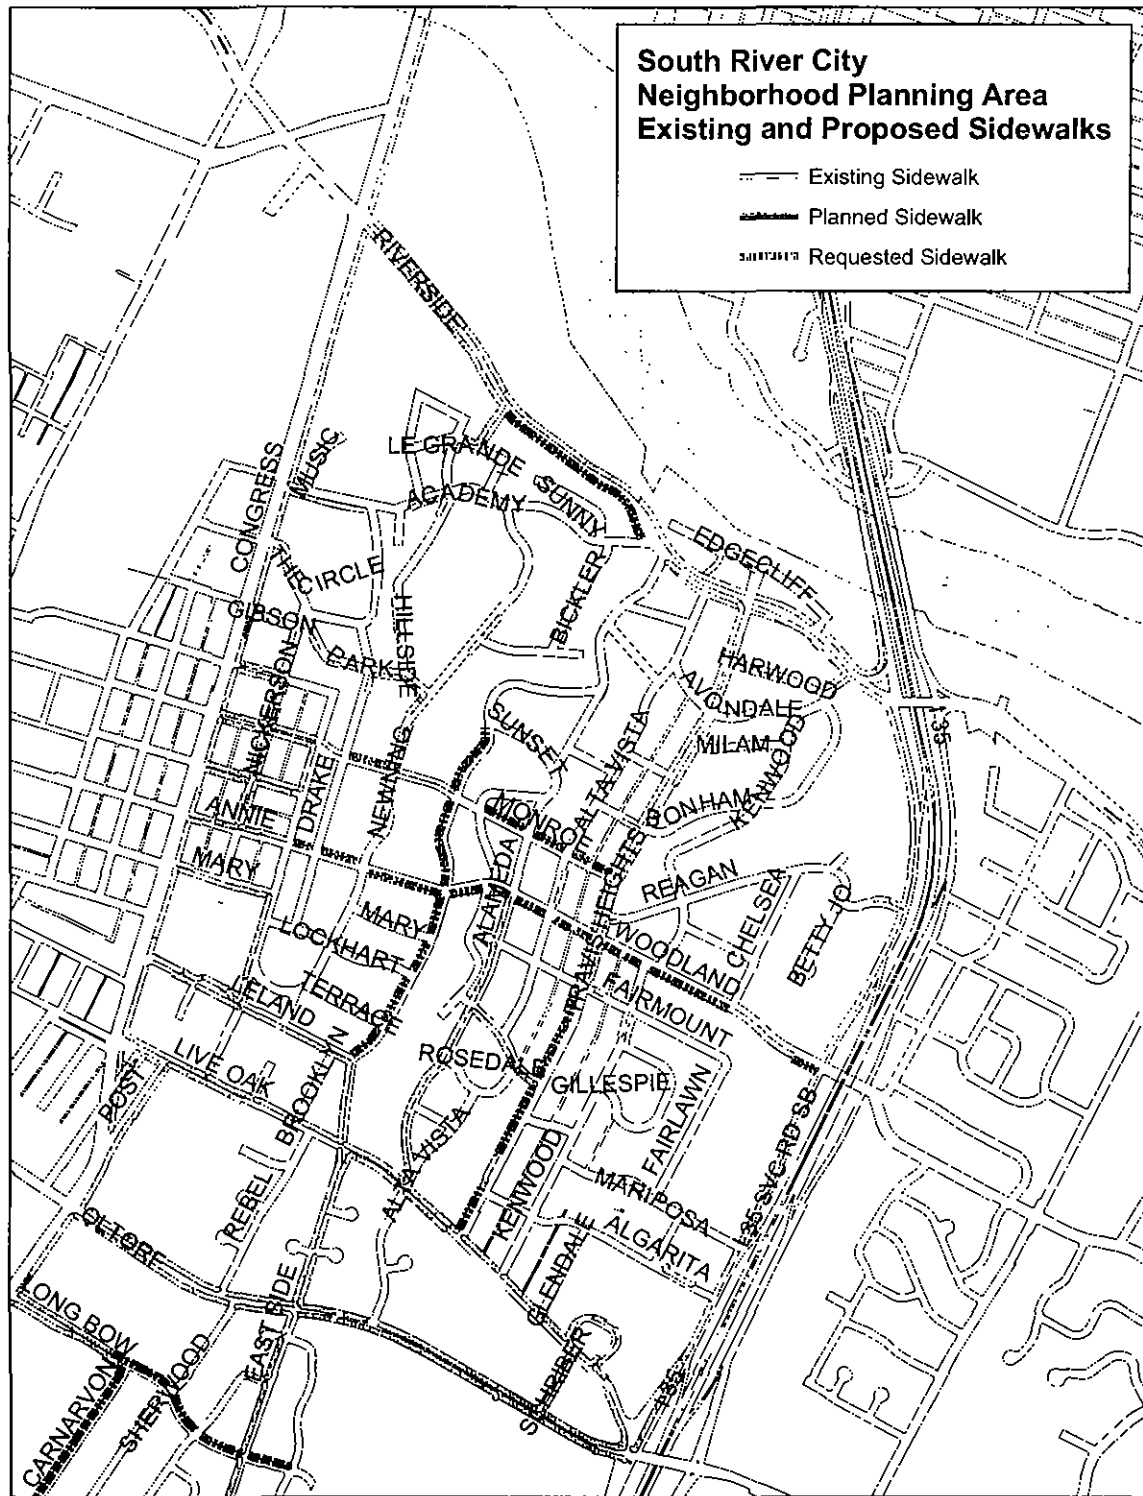 South River City
Neighborhood Planning Area
Existing and Proposed Sidewalks
Existing Sidewalk
Planned Sidewalk
Requested Sidewalk
RIVERSIDE
CONGRESS
MUSIC
LE GRANDE
ACADEMY
SUNNY
EDGECLIFF
THE CIRCLE
BICKLER
GIBSON
HILLSIDE
PARK
NICKERSON
HARWOOD
AVONDALE
I 35
MILAM
SUNSET
ALTA VISTA
KENWOOD
NEWNING
DRAKE
ANNIE
MONROE
BONHAM
MARY
ALAMEDA
TRAVIS HEIGHTS
REAGAN
CHELSEA
BETTY JO
MARY
LOCKHART
WOODLAND
TERRACE
LELAND
FAIRMOUNT
LIVE OAK
ROSEDALE
GILLESPIE
POST
BROOKLYN
FAIRLAWN
I 35 SVC RD SB
ALTA VISTA
KENWOOD
MARIPOSA
REBEL
ALGARITA
OLTORF
GLENDALE
LONG BOW
EAST SIDE
SHERWOOD
SCHRIBER
I 35
CARNARVON